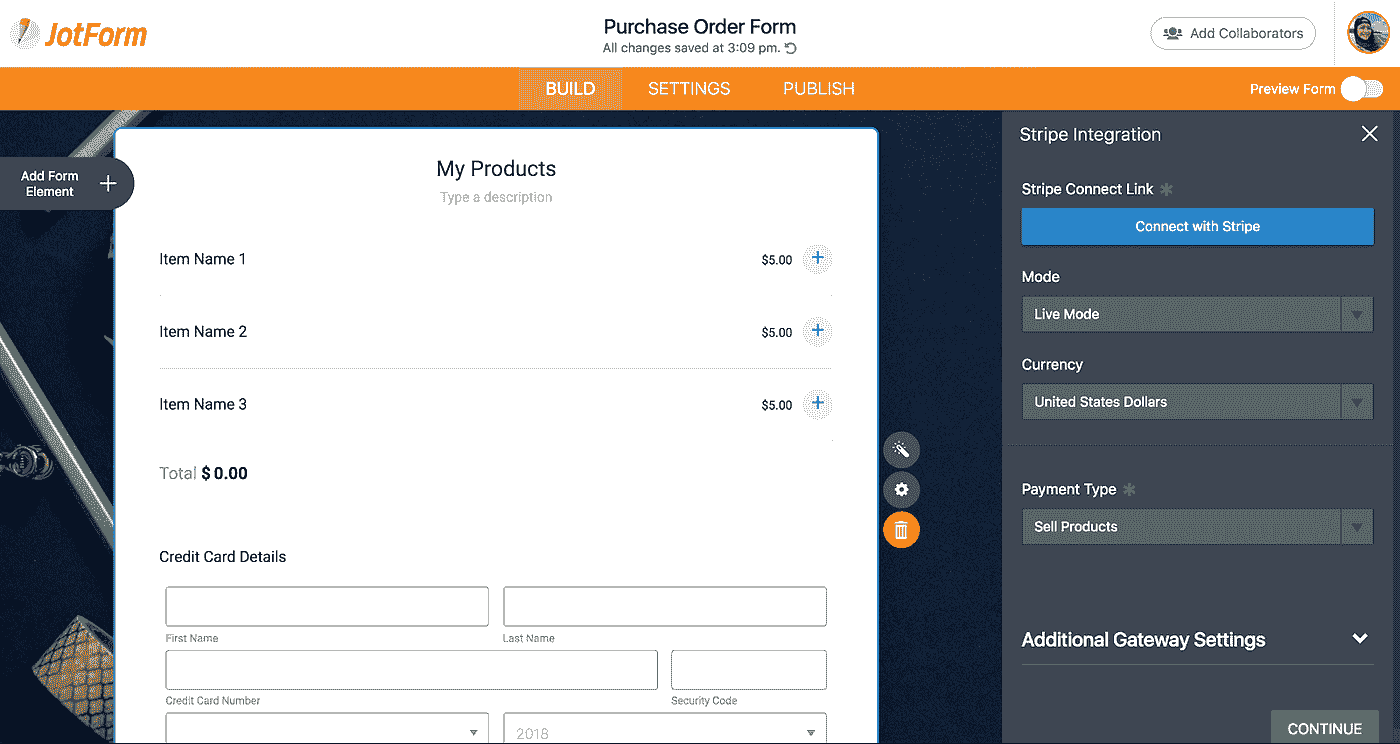 JotForm
Purchase Order Form
All changes saved at 3:09 pm.
Add Collaborators
BUILD
SETTINGS
PUBLISH
Preview Form
Add Form
Element
My Products
Type a description
Item Name 1
$5.00
Item Name 2
$5.00
Item Name 3
$5.00
Total $0.00
Credit Card Details
First Name
Last Name
Credit Card Number
Security Code
2018
Stripe Integration
Stripe Connect Link
Connect with Stripe
Mode
Live Mode
Currency
United States Dollars
Payment Type
Sell Products
Additional Gateway Settings
CONTINUE